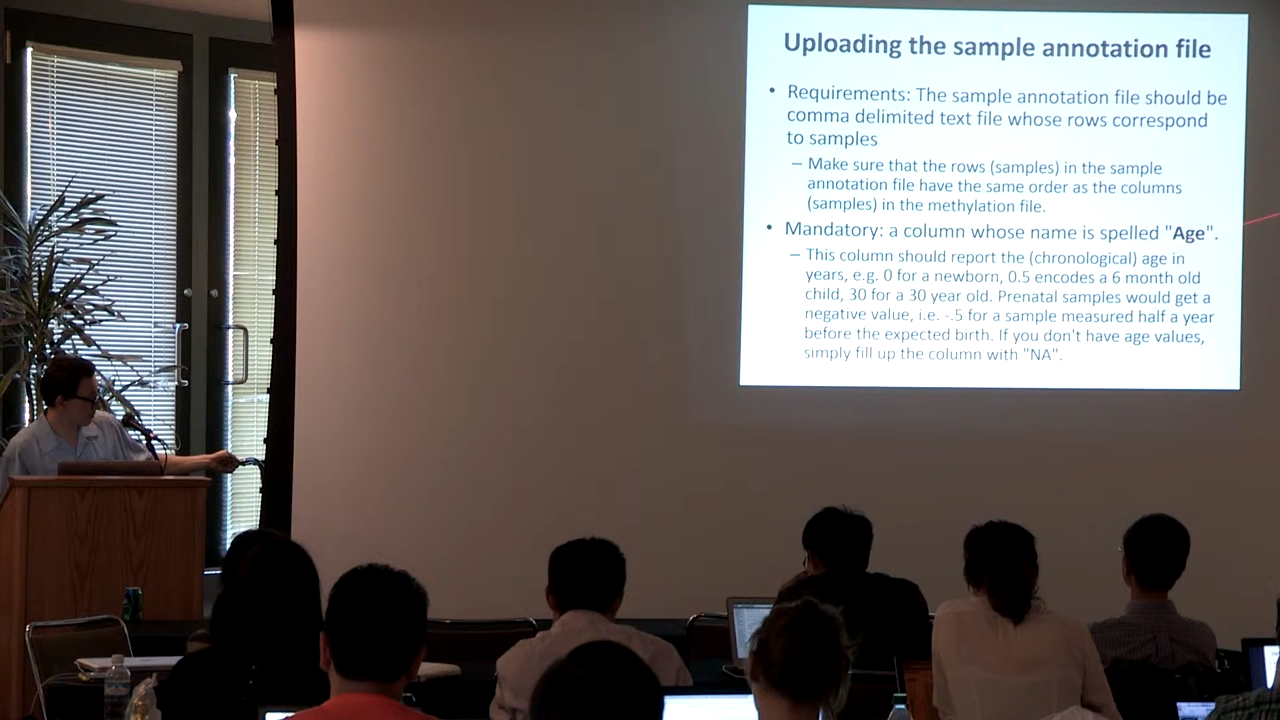 Uploading the sample annotation file
• Requirements: The sample annotation file should be
comma delimited text file whose rows correspond
to samples
– Make sure that the rows (samples) in the sample
annotation file have the same order as the columns
(samples) in the methylation file.
• Mandatory: a column whose name is spelled "Age".
– This column should report the (chronological) age in
years, e.g. 0 for a newborn, 0.5 encodes a 6 month old
child, 30 for a 30 year old. Prenatal samples would get a
negative value, i.e. -.5 for a sample measured half a year
before the expected birth. If you don't have age values,
simply fill up the column with "NA".